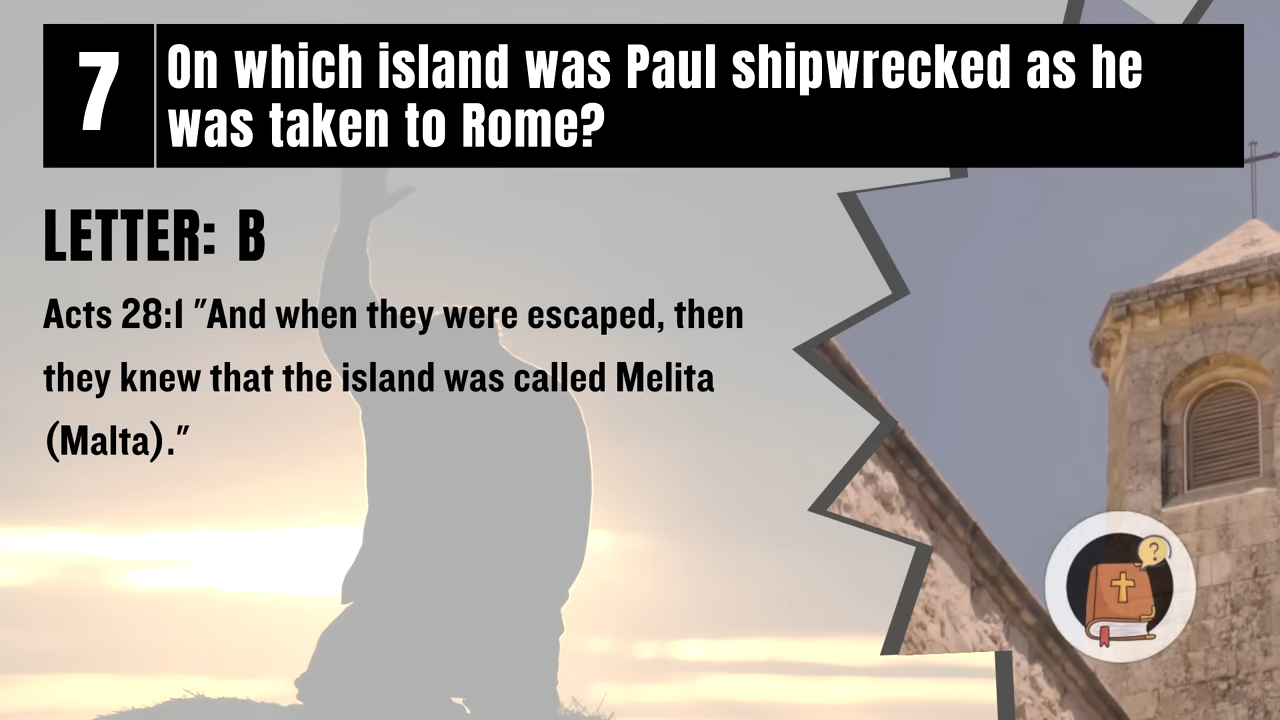 7
On which island was Paul shipwrecked as he
was taken to Rome?
LETTER: B
Acts 28:1 "And when they were escaped, then
they knew that the island was called Melita
(Malta)."
?